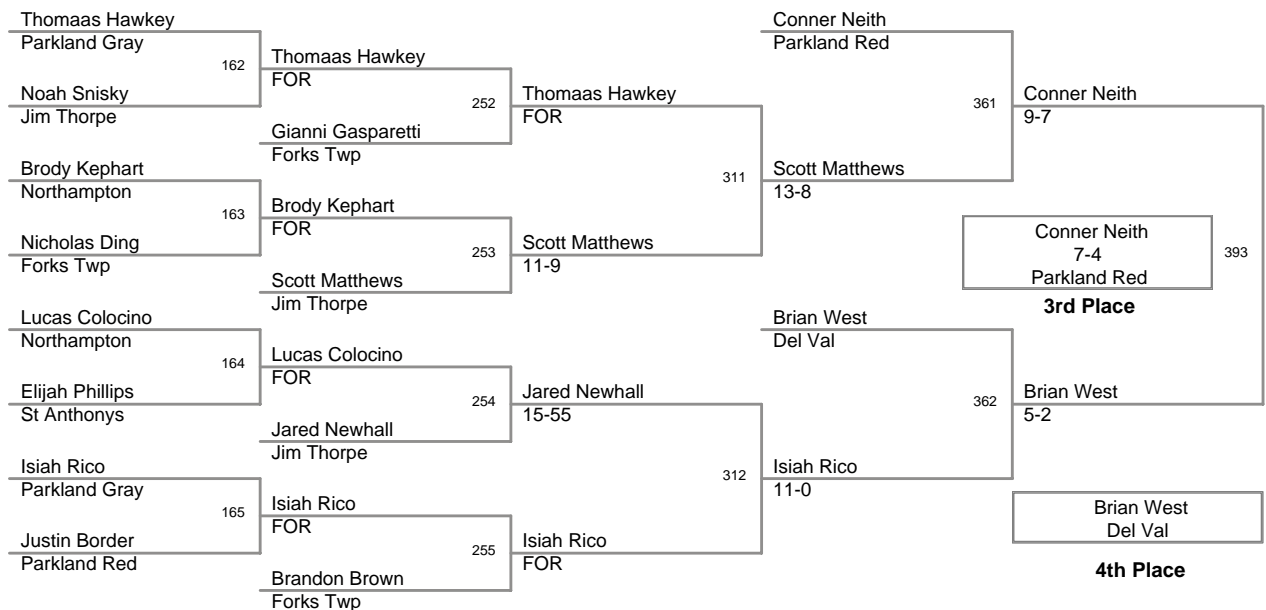 Thomaas Hawkey
Parkland Gray
162
Noah Snisky
Jim Thorpe
Brody Kephart
Northampton
163
Nicholas Ding
Forks Twp
Lucas Colocino
Northampton
164
Elijah Phillips
St Anthonys
Isiah Rico
Parkland Gray
165
Justin Border
Parkland Red
Thomaas Hawkey
FOR
252
Gianni Gasparetti
Forks Twp
Brody Kephart
FOR
253
Scott Matthews
Jim Thorpe
Lucas Colocino
FOR
254
Jared Newhall
Jim Thorpe
Isiah Rico
FOR
255
Brandon Brown
Forks Twp
Thomaas Hawkey
FOR
311
Scott Matthews
11-9
Jared Newhall
15-55
312
Isiah Rico
FOR
Conner Neith
Parkland Red
361
Scott Matthews
13-8
Brian West
Del Val
362
Isiah Rico
11-0
Conner Neith
9-7
393
Brian West
5-2
Conner Neith
7-4
Parkland Red
3rd Place
Brian West
Del Val
4th Place